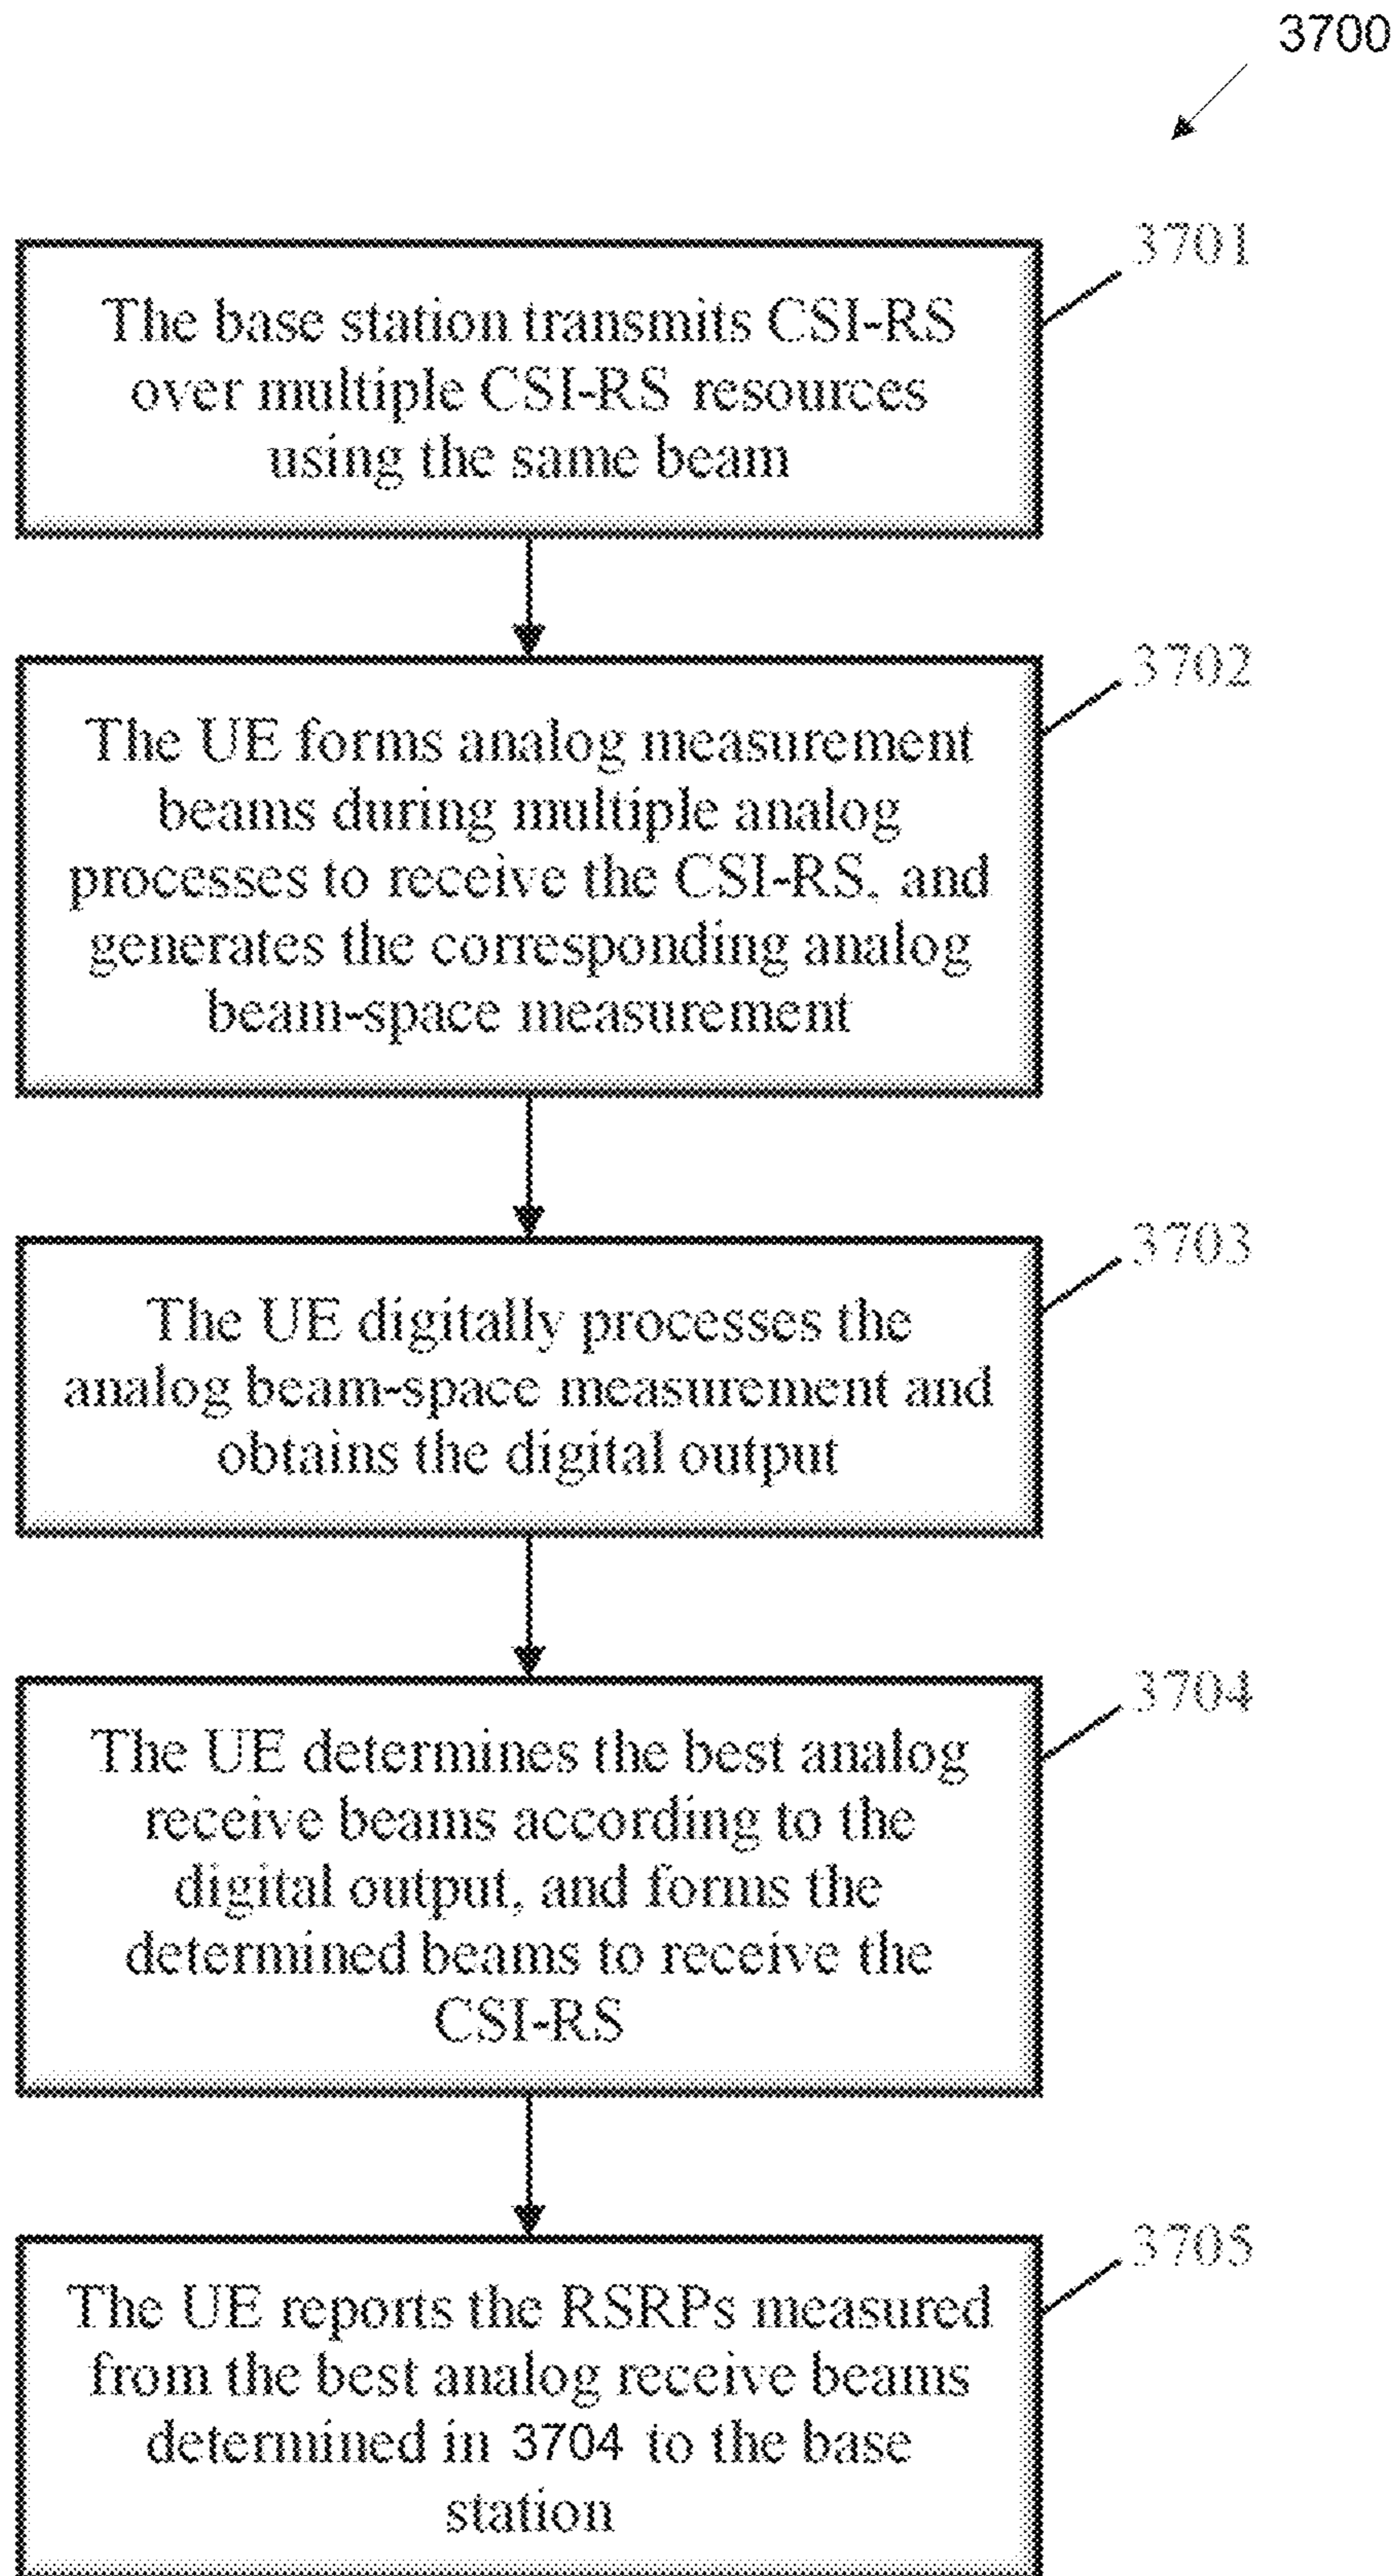 3700
3701
The base station transmits CSI-RS
over multiple CSI-RS resources
using the same beam
3702
The UE forms analog measurement
beams during multiple analog
processes to receive the CSI-RS, and
generates the corresponding analog
beam-space measurement
3703
The UE digitally processes the
analog beam-space measurement and
obtains the digital output
3704
The UE determines the best analog
receive beams according to the
digital output, and forms the
determined beams to receive the
CSI-RS
3705
The UE reports the RSRPs measured
from the best analog receive beams
determined in 3704 to the base
station